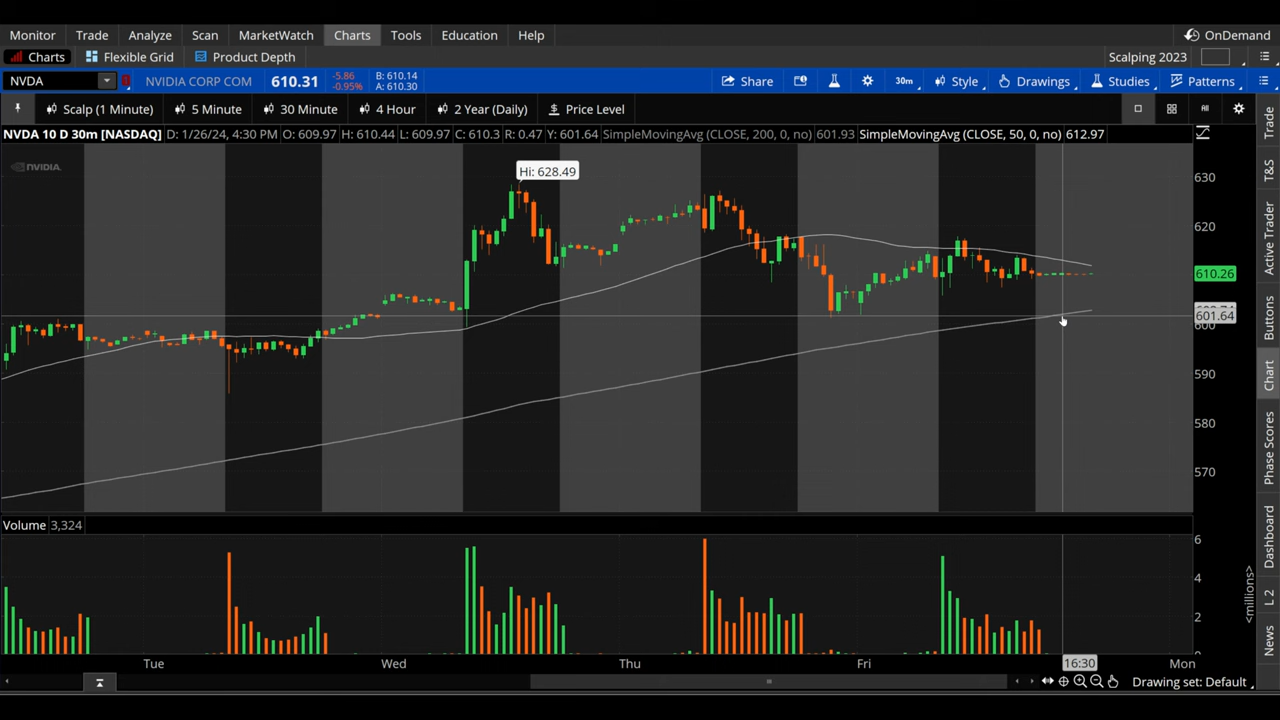 Monitor Trade Analyze Scan MarketWatch Charts Tools Education Help OnDemand
Charts Flexible Grid Product Depth Scalping 2023
NVDA NVIDIA CORP COM 610.31 -5.86 -0.95% B: 610.14 A: 610.30 Share 30m Style Drawings Studies Patterns
Scalp (1 Minute) 5 Minute 30 Minute 4 Hour 2 Year (Daily) Price Level All
NVDA 10 D 30m [NASDAQ] D: 1/26/24, 4:30 PM O: 609.97 H: 610.44 L: 609.97 C: 610.3 R: 0.47 Y: 601.64 SimpleMovingAvg (CLOSE, 200, 0, no) 601.93 SimpleMovingAvg (CLOSE, 50, 0, no) 612.97
NVIDIA.
Hi: 628.49
630
620
610.26
601.64
600
590
580
570
Volume 3,324
6
4
2
<millions>
Tue Wed Thu Fri 16:30 Mon
Drawing set: Default
Trade
T&S
Active Trader
Buttons
Chart
Phase Scores
Dashboard
L 2
News